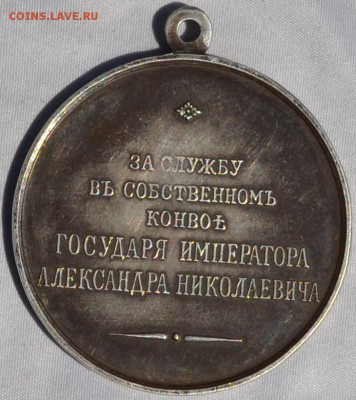 COINS.LAVE.RU
ЗА СЛУЖБУ
ВЪ СОБСТВЕННОМЪ
КОНВОѢ
ГОСУДАРЯ ИМПЕРАТОРА
АЛЕКСАНДРА НИКОЛАЕВИЧА